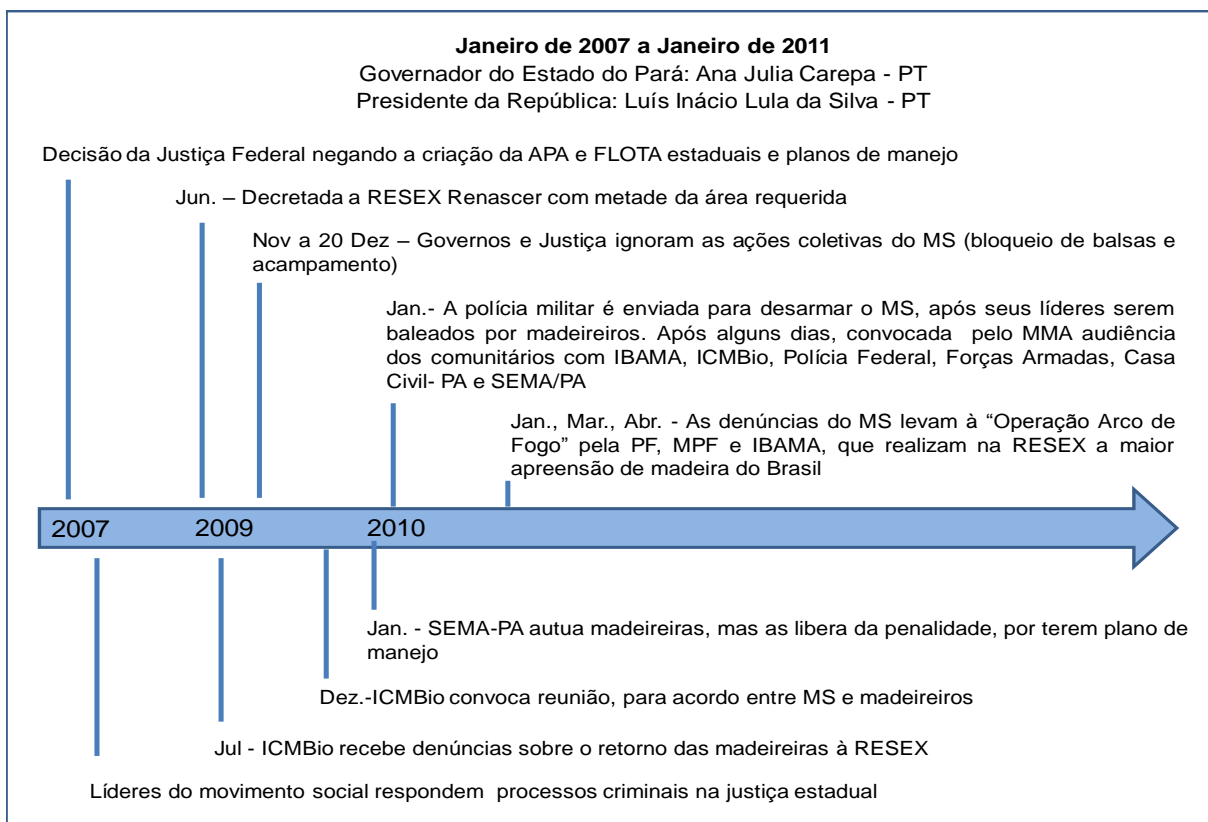 Janeiro de 2007 a Janeiro de 2011
Governador do Estado do Pará: Ana Julia Carepa - PT
Presidente da República: Luís Inácio Lula da Silva - PT
Decisão da Justiça Federal negando a criação da APA e FLOTA estaduais e planos de manejo
Jun. – Decretada a RESEX Renascer com metade da área requerida
Nov a 20 Dez – Governos e Justiça ignoram as ações coletivas do MS (bloqueio de balsas e
acampamento)
Jan.- A polícia militar é enviada para desarmar o MS, após seus líderes serem
baleados por madeireiros. Após alguns dias, convocada pelo MMA audiência
dos comunitários com IBAMA, ICMBio, Polícia Federal, Forças Armadas, Casa
Civil- PA e SEMA/PA
Jan., Mar., Abr. - As denúncias do MS levam à “Operação Arco de
Fogo” pela PF, MPF e IBAMA, que realizam na RESEX a maior
apreensão de madeira do Brasil
2007 2009 2010
Jan. - SEMA-PA autua madeireiras, mas as libera da penalidade, por terem plano de
manejo
Dez.-ICMBio convoca reunião, para acordo entre MS e madeireiros
Jul - ICMBio recebe denúncias sobre o retorno das madeireiras à RESEX
Líderes do movimento social respondem processos criminais na justiça estadual